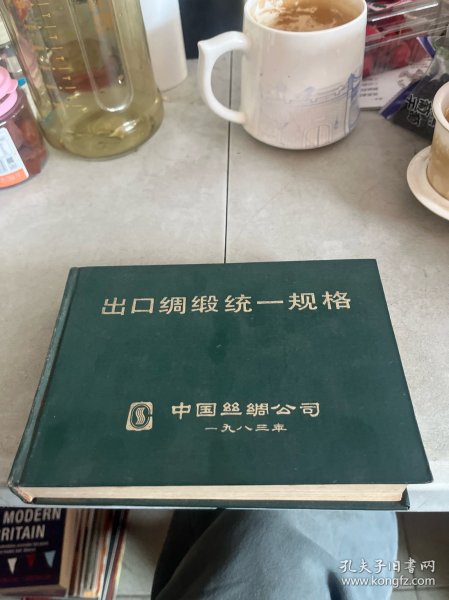 出口绸缎统一规格
中国丝绸公司
一九八三年
MODERN
RITAIN
孔夫子旧书网
www.kongfz.com